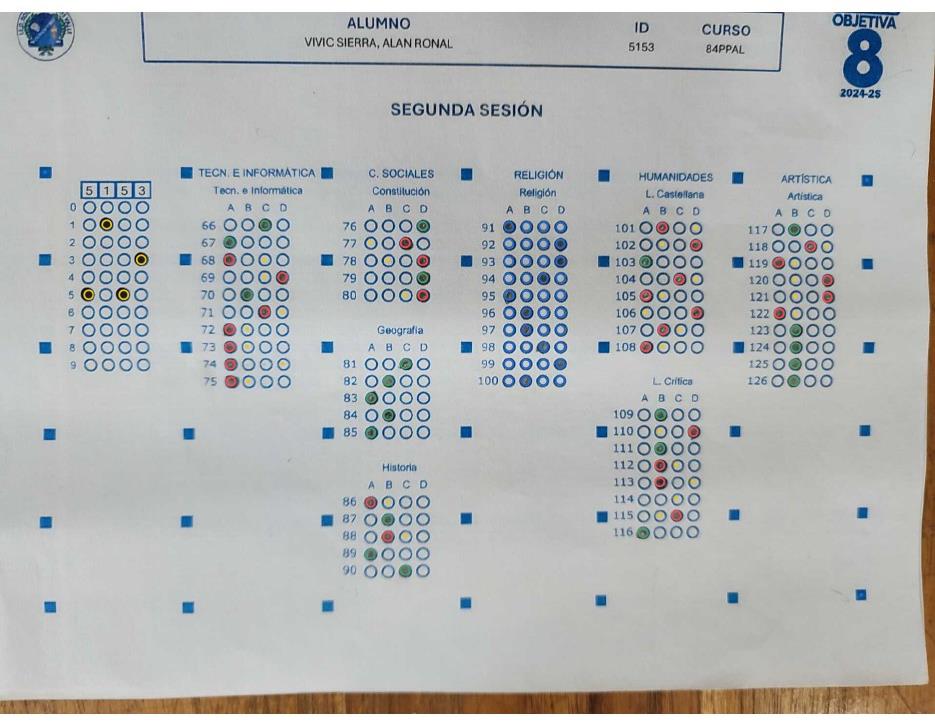 ALUMNO
VIVIC SIERRA, ALAN RONAL
ID
5153
CURSO
84PPAL
OBJETIVA
8
2024-2S
SEGUNDA SESIÓN
5 1 5 3
0
1
2
3
4
5
6
7
8
9
TECN. E INFORMÁTICA
Tecn. e Informática
A B C D
66
67
68
69
70
71
72
73
74
75
C. SOCIALES
Constitución
A B C D
76
77
78
79
80
Geografia
A B C D
81
82
83
84
85
Historia
A B C D
86
87
88
89
90
RELIGIÓN
Religión
A B C D
91
92
93
94
95
96
97
98
99
100
HUMANIDADES
L. Castellana
A B C D
101
102
103
104
105
106
107
108
L. Crítica
A B C D
109
110
111
112
113
114
115
116
ARTÍSTICA
Artística
A B C D
117
118
119
120
121
122
123
124
125
126